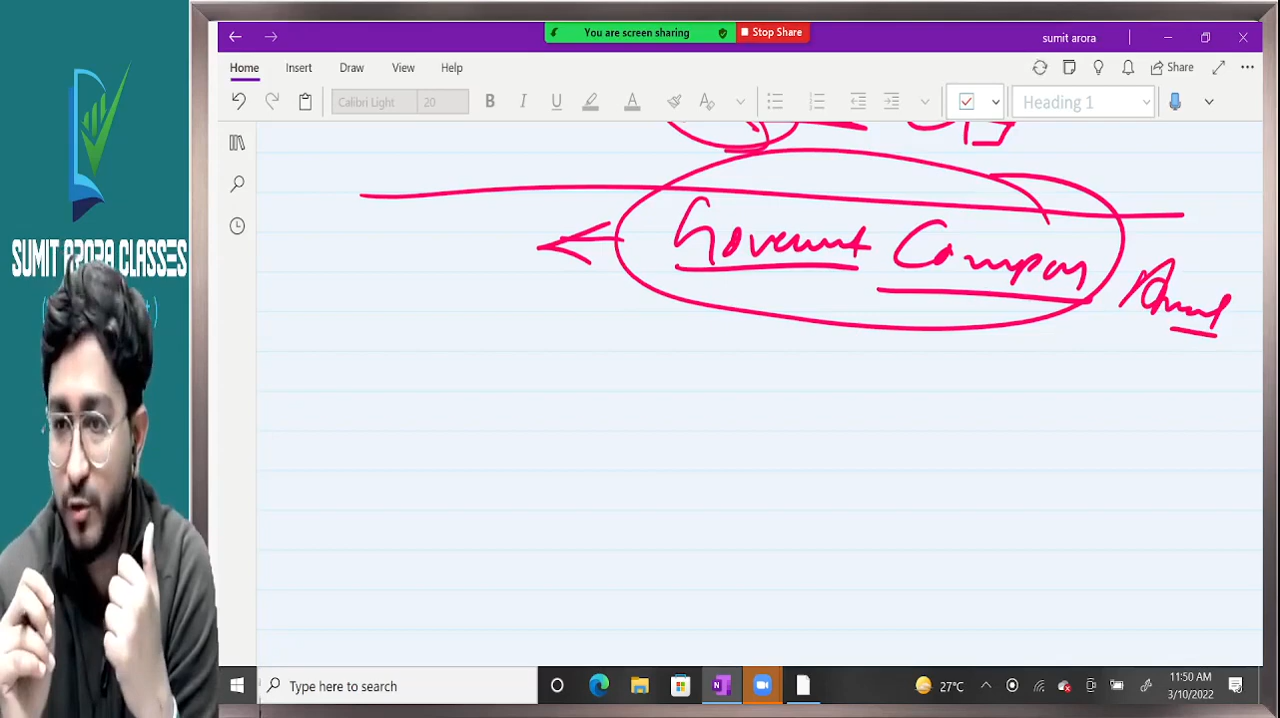 You are screen sharing Stop Share
sumit arora
Home Insert Draw View Help
Share
Calibri Light 20 B I U A Heading 1
Goverment Company
SUMIT ARORA CLASSES
Type here to search
27°C
11:50 AM
3/10/2022